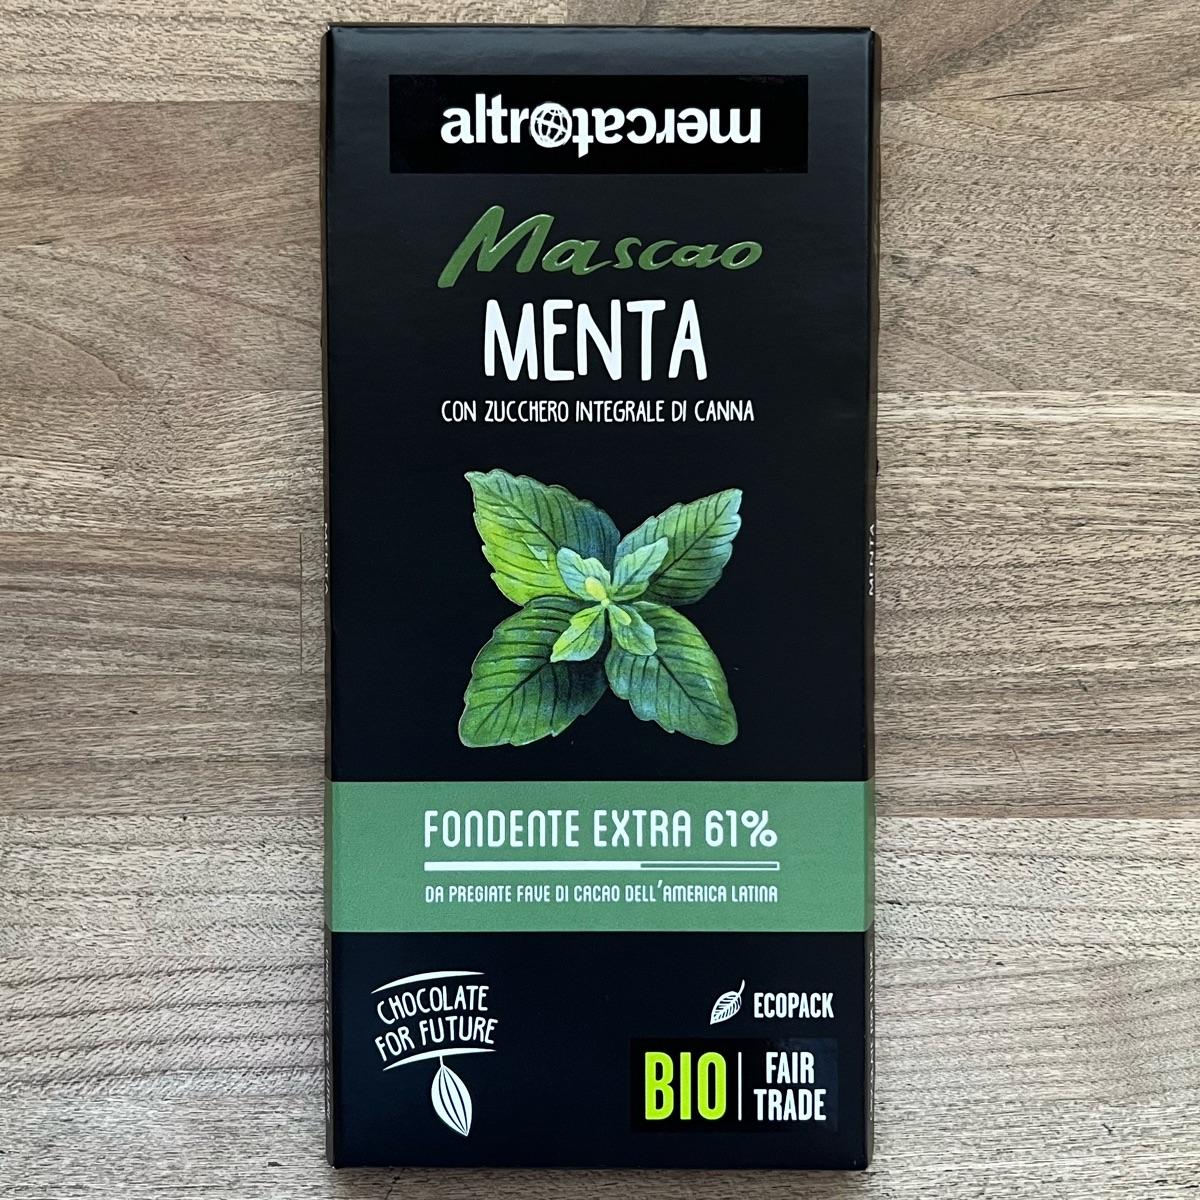 altromercato
Mascao
MENTA
CON ZUCCHERO INTEGRALE DI CANNA
MENTA
FONDENTE EXTRA 61%
DA PREGIATE FAVE DI CACAO DELL'AMERICA LATINA
CHOCOLATE
FOR FUTURE
ECOPACK
BIO
FAIR
TRADE